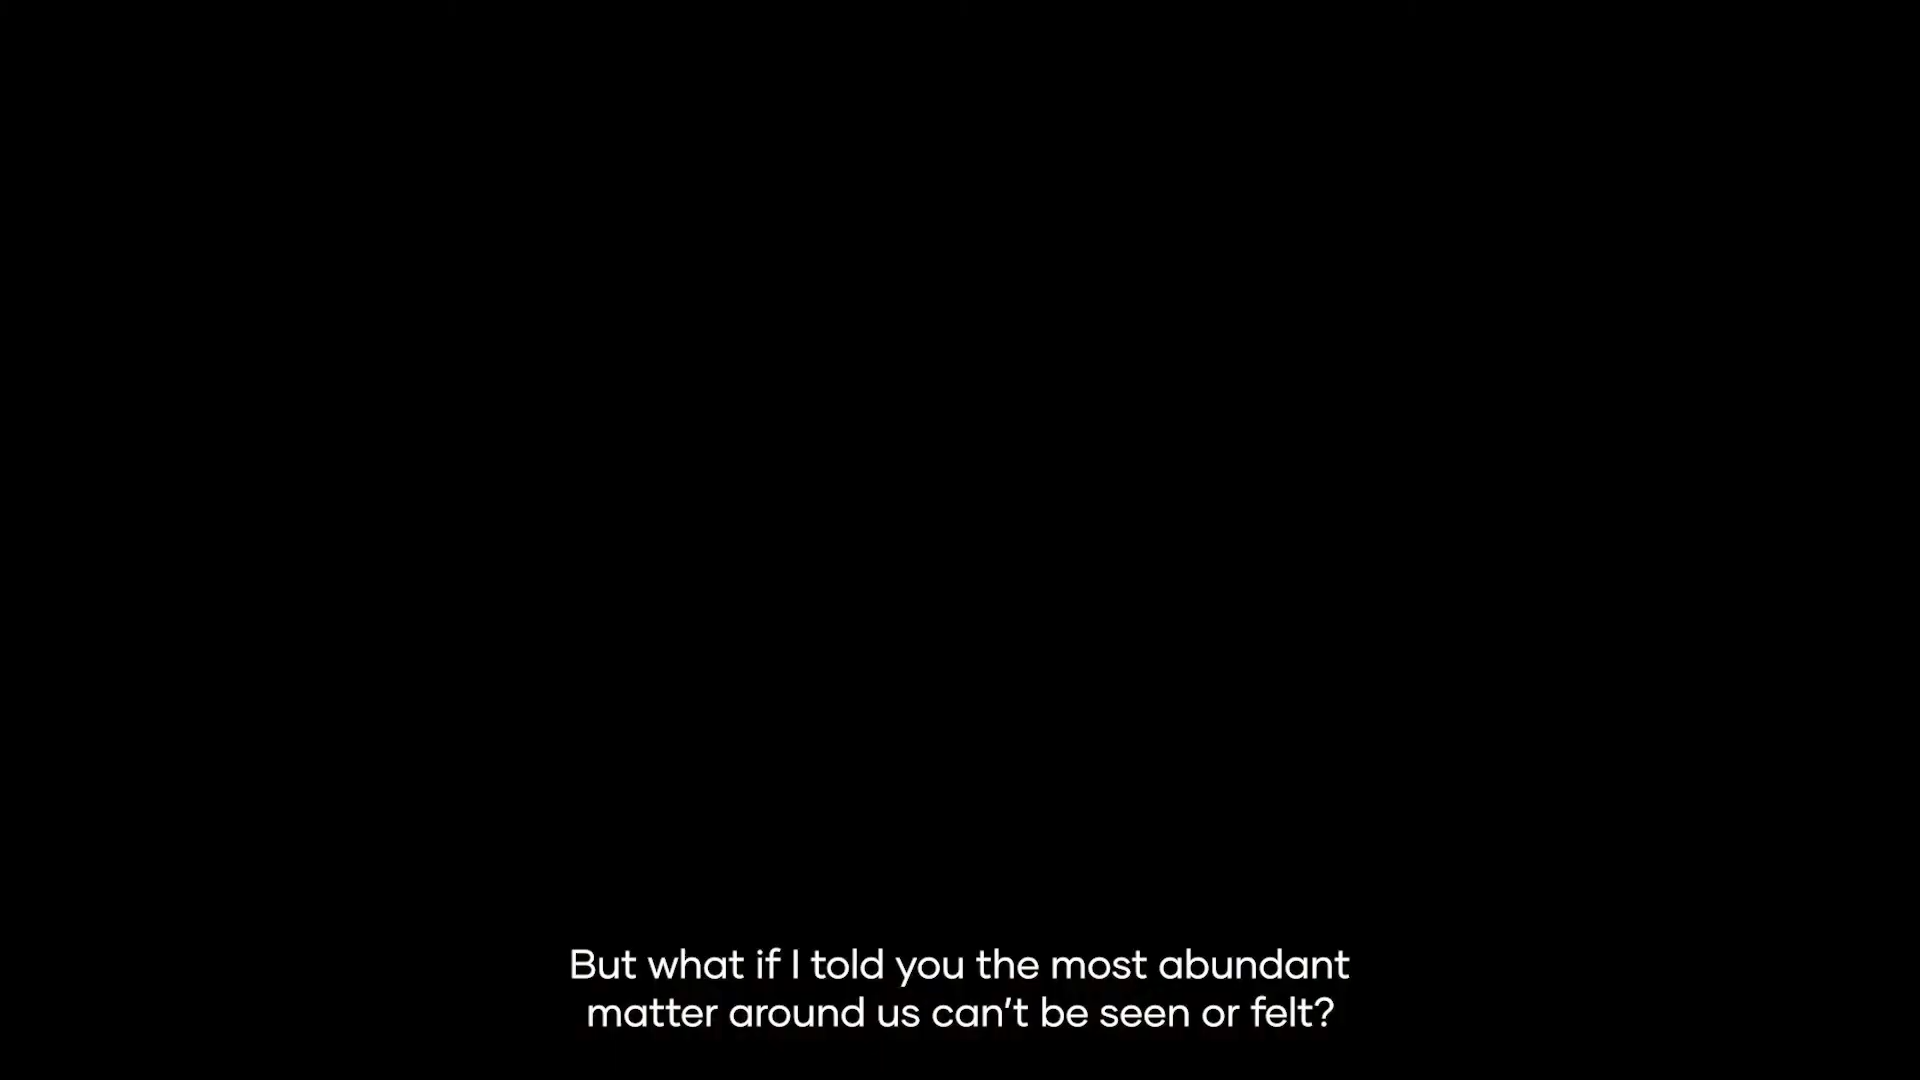 But what if I told you the most abundant
matter around us can’t be seen or felt?